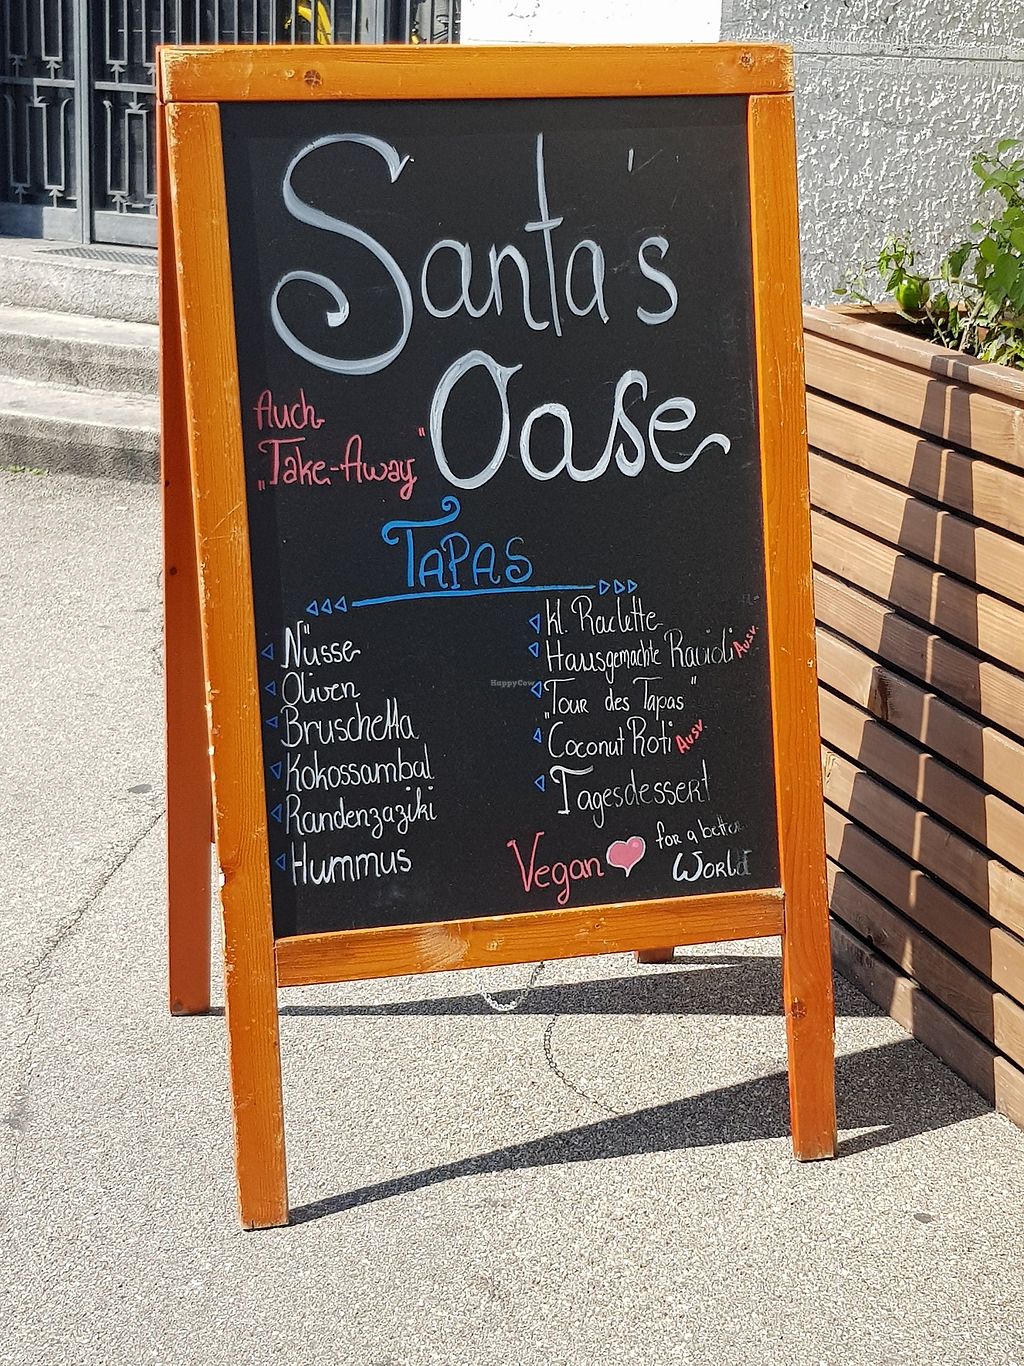 Santa's
Oase
Auch
„Take-Away"
TAPAS
Nüsse
Oliven
Bruschetta
Kokossambal
Randenzaziki
Hummus
kl. Raclette
Hausgemachte Ravioli Ausv.
"Tour des Tapas"
Coconut Roti Ausv.
Tagesdessert
Vegan
for a better
WORLD
HappyCow